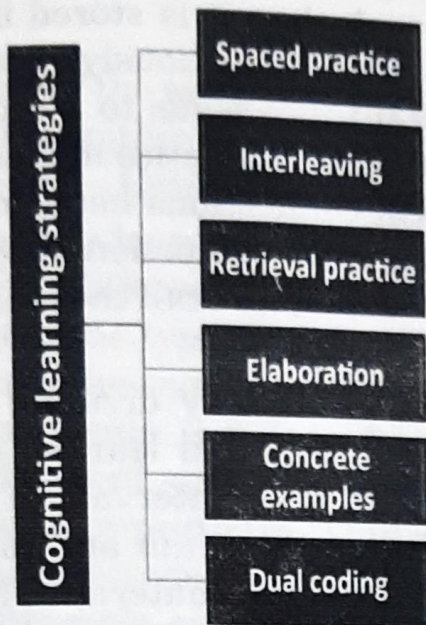 Cognitive learning strategies
Spaced practice
Interleaving
Retrieval practice
Elaboration
Concrete
examples
Dual coding